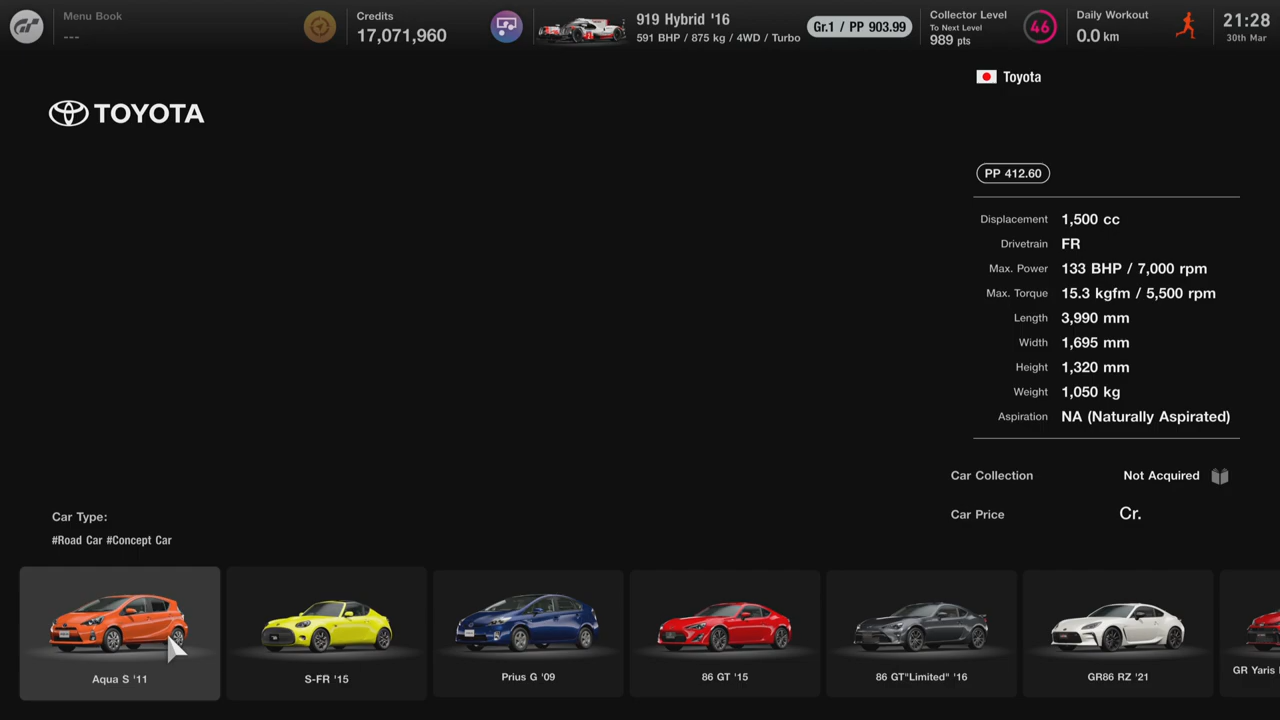 Menu Book
---
Credits
17,071,960
919 Hybrid '16
591 BHP / 875 kg / 4WD / Turbo
Gr.1 / PP 903.99
Collector Level
To Next Level
989 pts
46
Daily Workout
0.0 km
21:28
30th Mar
TOYOTA
Toyota
PP 412.60
Displacement 1,500 cc
Drivetrain FR
Max. Power 133 BHP / 7,000 rpm
Max. Torque 15.3 kgfm / 5,500 rpm
Length 3,990 mm
Width 1,695 mm
Height 1,320 mm
Weight 1,050 kg
Aspiration NA (Naturally Aspirated)
Car Collection Not Acquired
Car Price Cr.
Car Type:
#Road Car #Concept Car
Aqua S '11
S-FR '15
Prius G '09
86 GT '15
86 GT"Limited" '16
GR86 RZ '21
GR Yaris